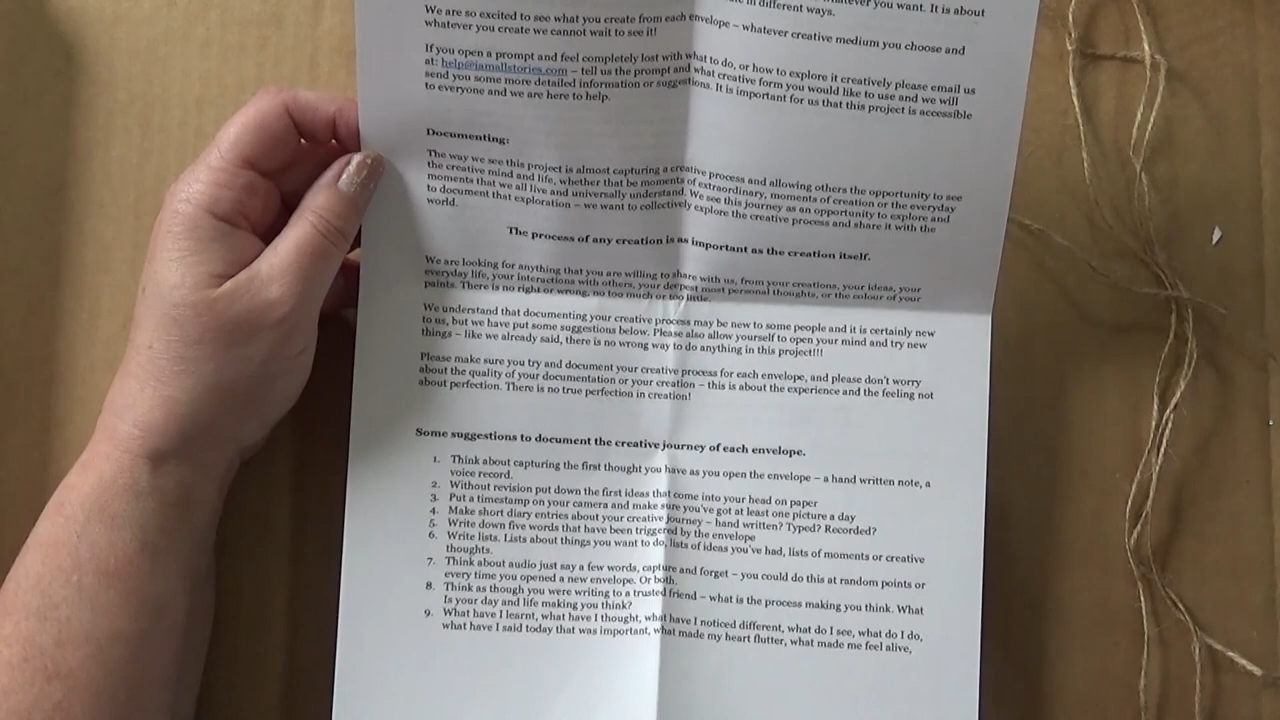 whatever you want. It is about
in different ways.
We are so excited to see what you create from each envelope – whatever creative medium you choose and
whatever you create we cannot wait to see it!
If you open a prompt and feel completely lost with what to do, or how to explore it creatively please email us
at: help@iamallstories.com – tell us the prompt and what creative form you would like to use and we will
send you some more detailed information or suggestions. It is important for us that this project is accessible
to everyone and we are here to help.
Documenting:
The way we see this project is almost capturing a creative process and allowing others the opportunity to see
the creative mind and life, whether that be moments of extraordinary, moments of creation or the everyday
moments that we all live and universally understand. We see this journey as an opportunity to explore and
to document that exploration – we want to collectively explore the creative process and share it with the
world.
The process of any creation is as important as the creation itself.
We are looking for anything that you are willing to share with us, from your creations, your ideas, your
everyday life, your interactions with others, your deepest most personal thoughts, or the colour of your
paints. There is no right or wrong, no too much or too little.
We understand that documenting your creative process may be new to some people and it is certainly new
to us, but we have put some suggestions below. Please also allow yourself to open your mind and try new
things – like we already said, there is no wrong way to do anything in this project!!!
Please make sure you try and document your creative process for each envelope, and please don't worry
about the quality of your documentation or your creation – this is about the experience and the feeling not
about perfection. There is no true perfection in creation!
Some suggestions to document the creative journey of each envelope.
1. Think about capturing the first thought you have as you open the envelope – a hand written note, a
voice record.
2. Without revision put down the first ideas that come into your head on paper
3. Put a timestamp on your camera and make sure you've got at least one picture a day
4. Make short diary entries about your creative journey – hand written? Typed? Recorded?
5. Write down five words that have been triggered by the envelope
6. Write lists. Lists about things you want to do, lists of ideas you've had, lists of moments or creative
thoughts.
7. Think about audio just say a few words, capture and forget – you could do this at random points or
every time you opened a new envelope. Or both.
8. Think as though you were writing to a trusted friend – what is the process making you think. What
Is your day and life making you think?
9. What have I learnt, what have I thought, what have I noticed different, what do I see, what do I do,
what have I said today that was important, what made my heart flutter, what made me feel alive,